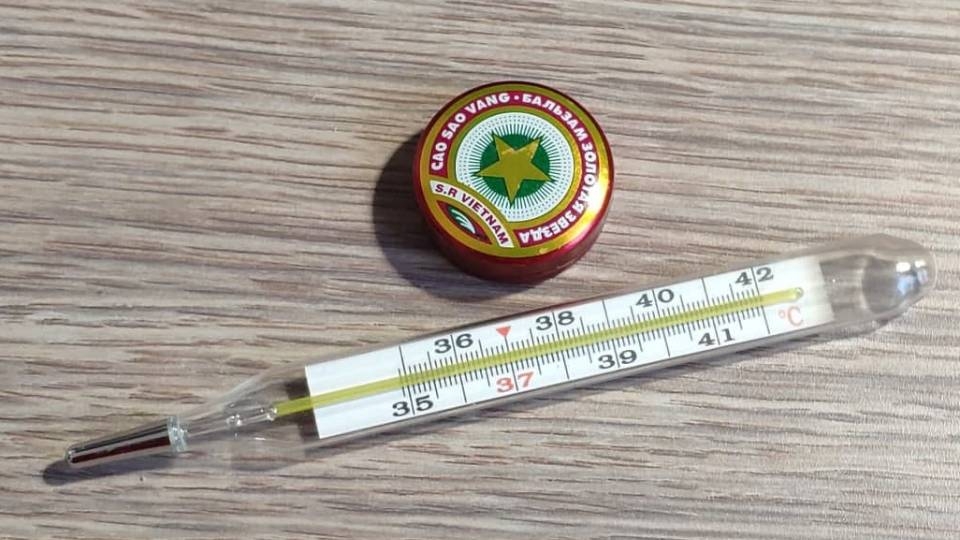 CAO SAO VANG · БАЛЬЗАМ ЗОЛОТАЯ ЗВЕЗДА
S.R VIETNAM
36 38 40 42
35 37 39 41 °C